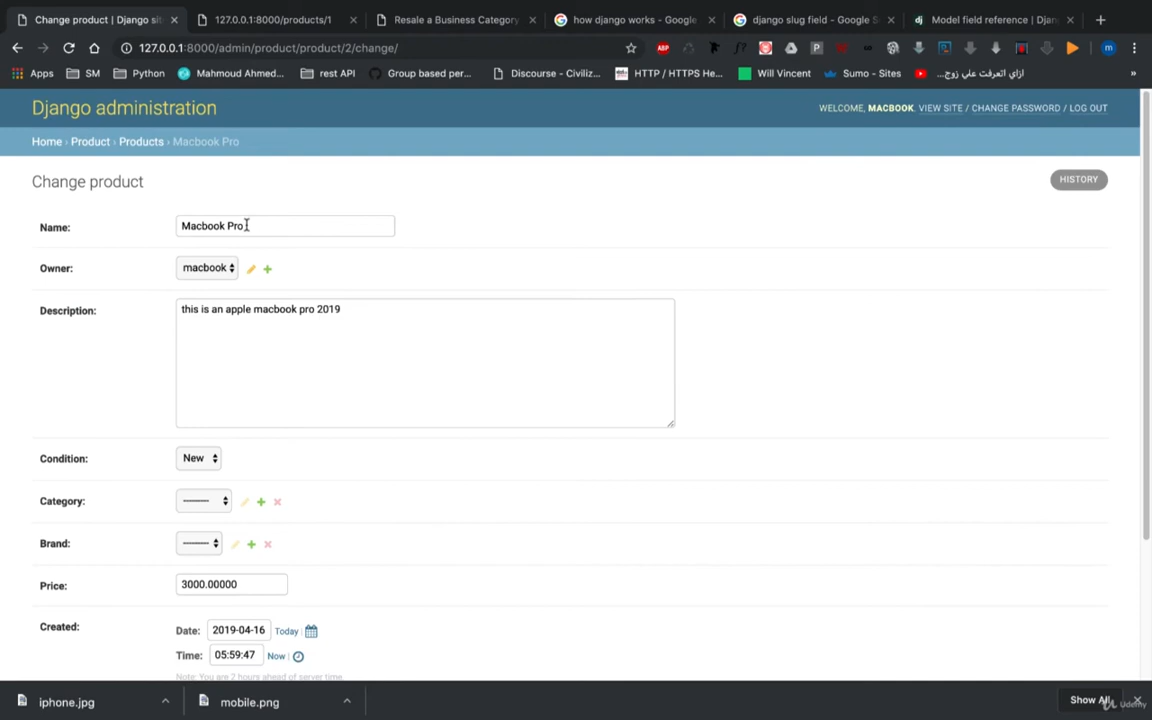 Change product | Django sit
127.0.0.1:8000/products/1
Resale a Business Category
how django works - Google
django slug field - Google S
Model field reference | Djan
127.0.0.1:8000/admin/product/product/2/change/
Apps
SM
Python
Mahmoud Ahmed...
rest API
Group based per...
Discourse - Civiliz...
HTTP / HTTPS He...
Will Vincent
Sumo - Sites
ازاي اتعرفت علي زوج...
»
Django administration
WELCOME, MACBOOK. VIEW SITE / CHANGE PASSWORD / LOG OUT
Home › Product › Products › Macbook Pro
Change product
HISTORY
Name:
Macbook Pro
Owner:
macbook
Description:
this is an apple macbook pro 2019
Condition:
New
Category:
---------
Brand:
---------
Price:
3000.00000
Created:
Date: 2019-04-16 Today |
Time: 05:59:47 Now |
Note: You are 2 hours ahead of server time.
iphone.jpg
mobile.png
Show All
Udemy